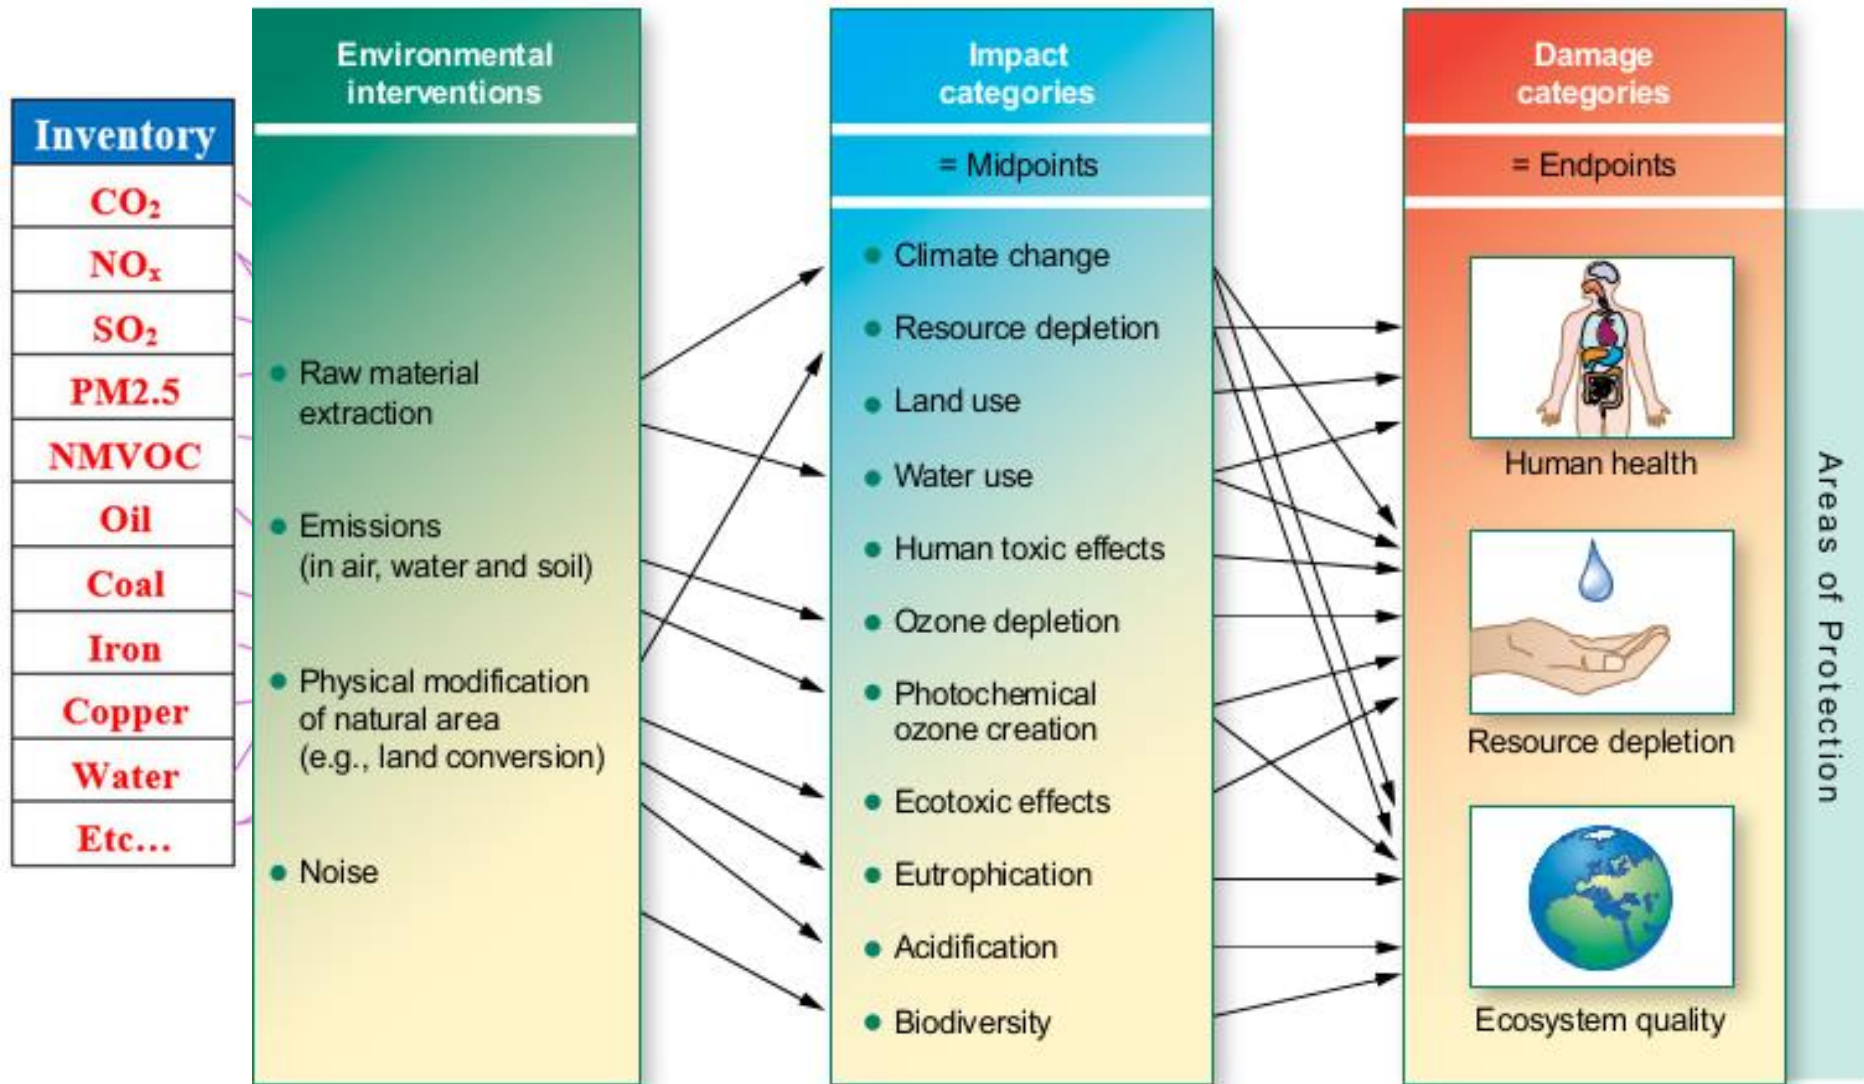 Inventory
CO₂
NOₓ
SO₂
PM2.5
NMVOC
Oil
Coal
Iron
Copper
Water
Etc...
Environmental
interventions
Raw material
extraction
Emissions
(in air, water and soil)
Physical modification
of natural area
(e.g., land conversion)
Noise
Impact
categories
= Midpoints
Climate change
Resource depletion
Land use
Water use
Human toxic effects
Ozone depletion
Photochemical
ozone creation
Ecotoxic effects
Eutrophication
Acidification
Biodiversity
Damage
categories
= Endpoints
Human health
Resource depletion
Ecosystem quality
Areas of Protection